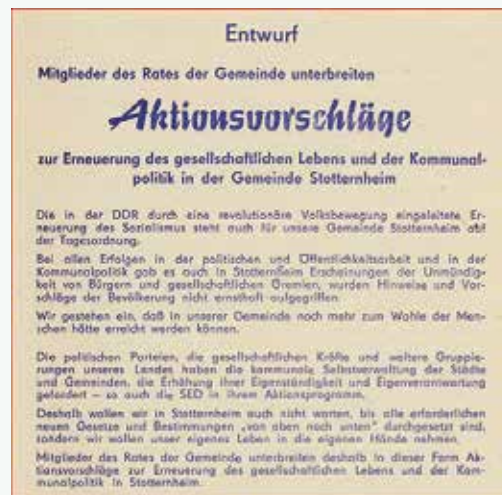 Entwurf
Mitglieder des Rates der Gemeinde unterbreiten
Aktionsvorschläge
zur Erneuerung des gesellschaftlichen Lebens und der Kommunal-
politik in der Gemeinde Stotternheim
Die in der DDR durch eine revolutionäre Volksbewegung eingeleitete Er-
neuerung des Sozialismus steht auch für unsere Gemeinde Stotternheim auf
der Tagesordnung.
Bei allen Erfolgen in der politischen und Öffentlichkeitsarbeit und in der
Kommunalpolitik gab es auch in Stotternheim Erscheinungen der Unmündig-
keit von Bürgern und gesellschaftlichen Gremien, wurden Hinweise und Vor-
schläge der Bevölkerung nicht ernsthaft aufgegriffen.
Wir gestehen ein, daß in unserer Gemeinde noch mehr zum Wohle der Men-
schen hätte erreicht werden können.
Die politischen Parteien, die gesellschaftlichen Kräfte und weitere Gruppie-
rungen unseres Landes haben die kommunale Selbstverwaltung der Städte
und Gemeinden, die Erhöhung ihrer Eigenständigkeit und Eigenverantwortung
gefordert – so auch die SED in ihrem Aktionsprogramm.
Deshalb wollen wir in Stotternheim auch nicht warten, bis alle erforderlichen
neuen Gesetze und Bestimmungen „von oben nach unten" durchgesetzt sind,
sondern wir wollen unser eigenes Leben in die eigenen Hände nehmen.
Mitglieder des Rates der Gemeinde unterbreiten deshalb in dieser Form Ak-
tionsvorschläge zur Erneuerung des gesellschaftlichen Lebens und der Kom-
munalpolitik in Stotternheim.